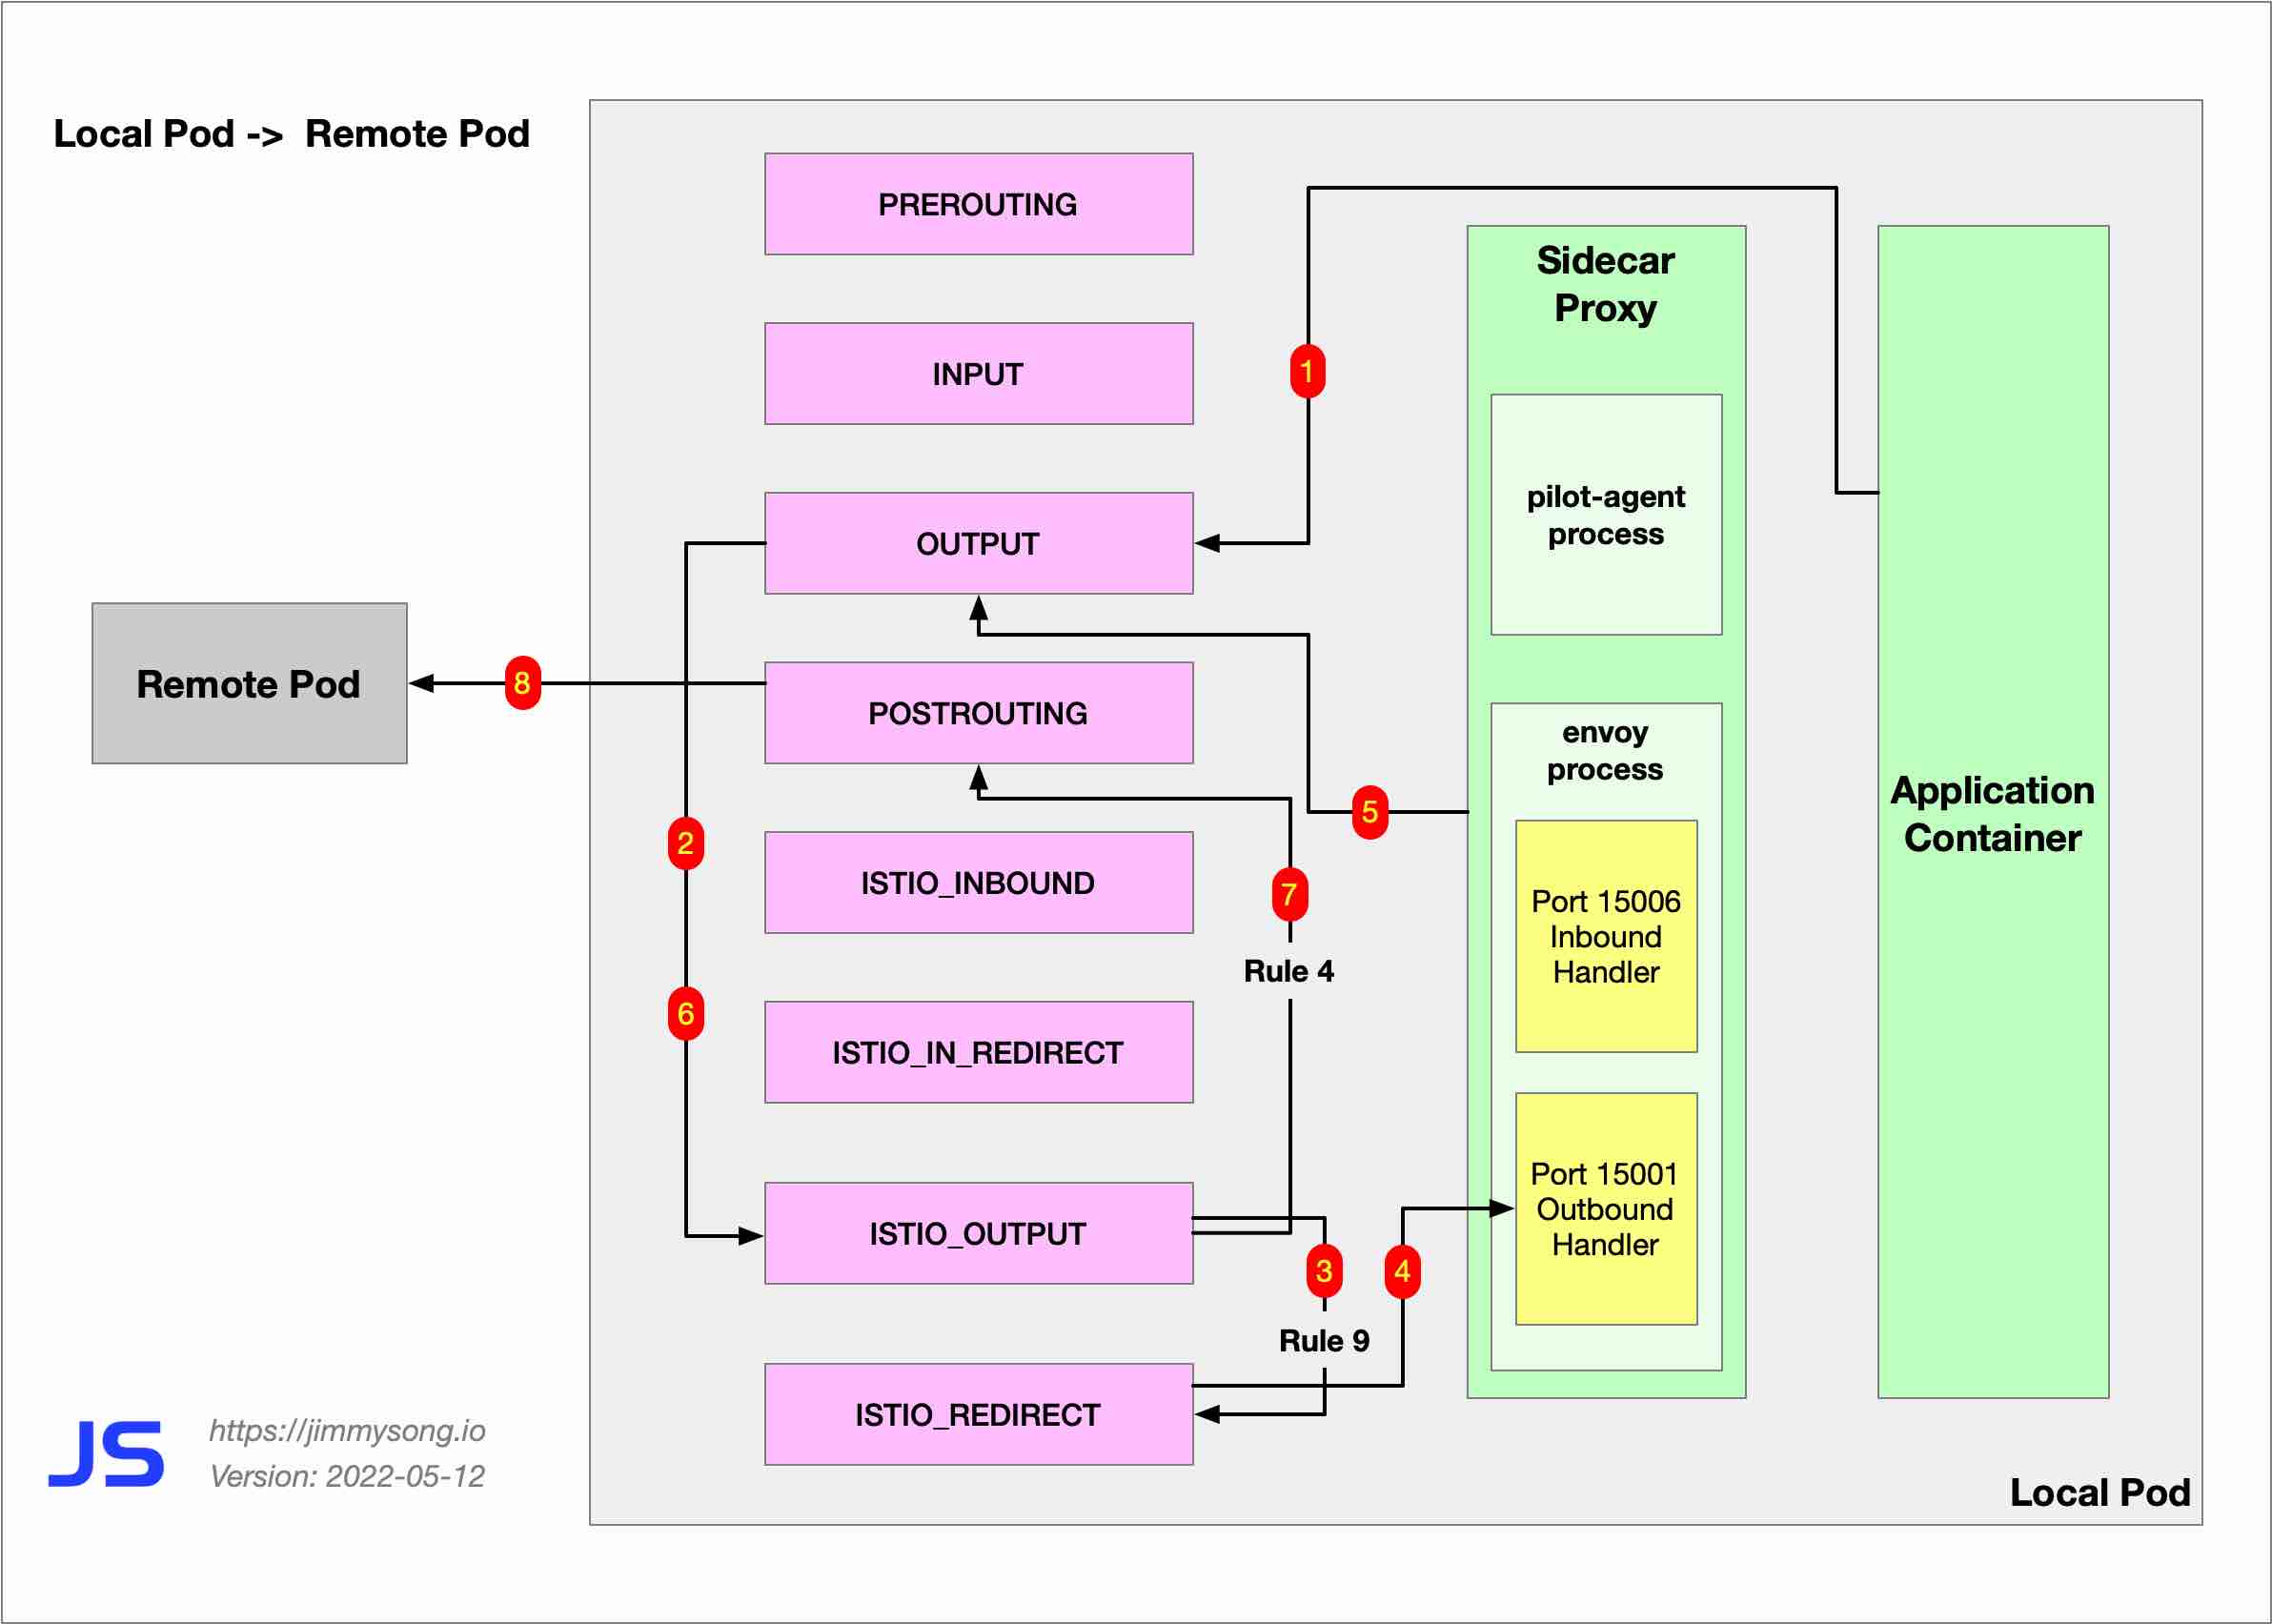 Local Pod -> Remote Pod
PREROUTING
INPUT
OUTPUT
POSTROUTING
ISTIO_INBOUND
ISTIO_IN_REDIRECT
ISTIO_OUTPUT
ISTIO_REDIRECT
Remote Pod
1
2
3
4
5
6
7
8
Rule 4
Rule 9
Sidecar
Proxy
pilot-agent
process
envoy
process
Port 15006
Inbound
Handler
Port 15001
Outbound
Handler
Application
Container
Local Pod
JS
https://jimmysong.io
Version: 2022-05-12